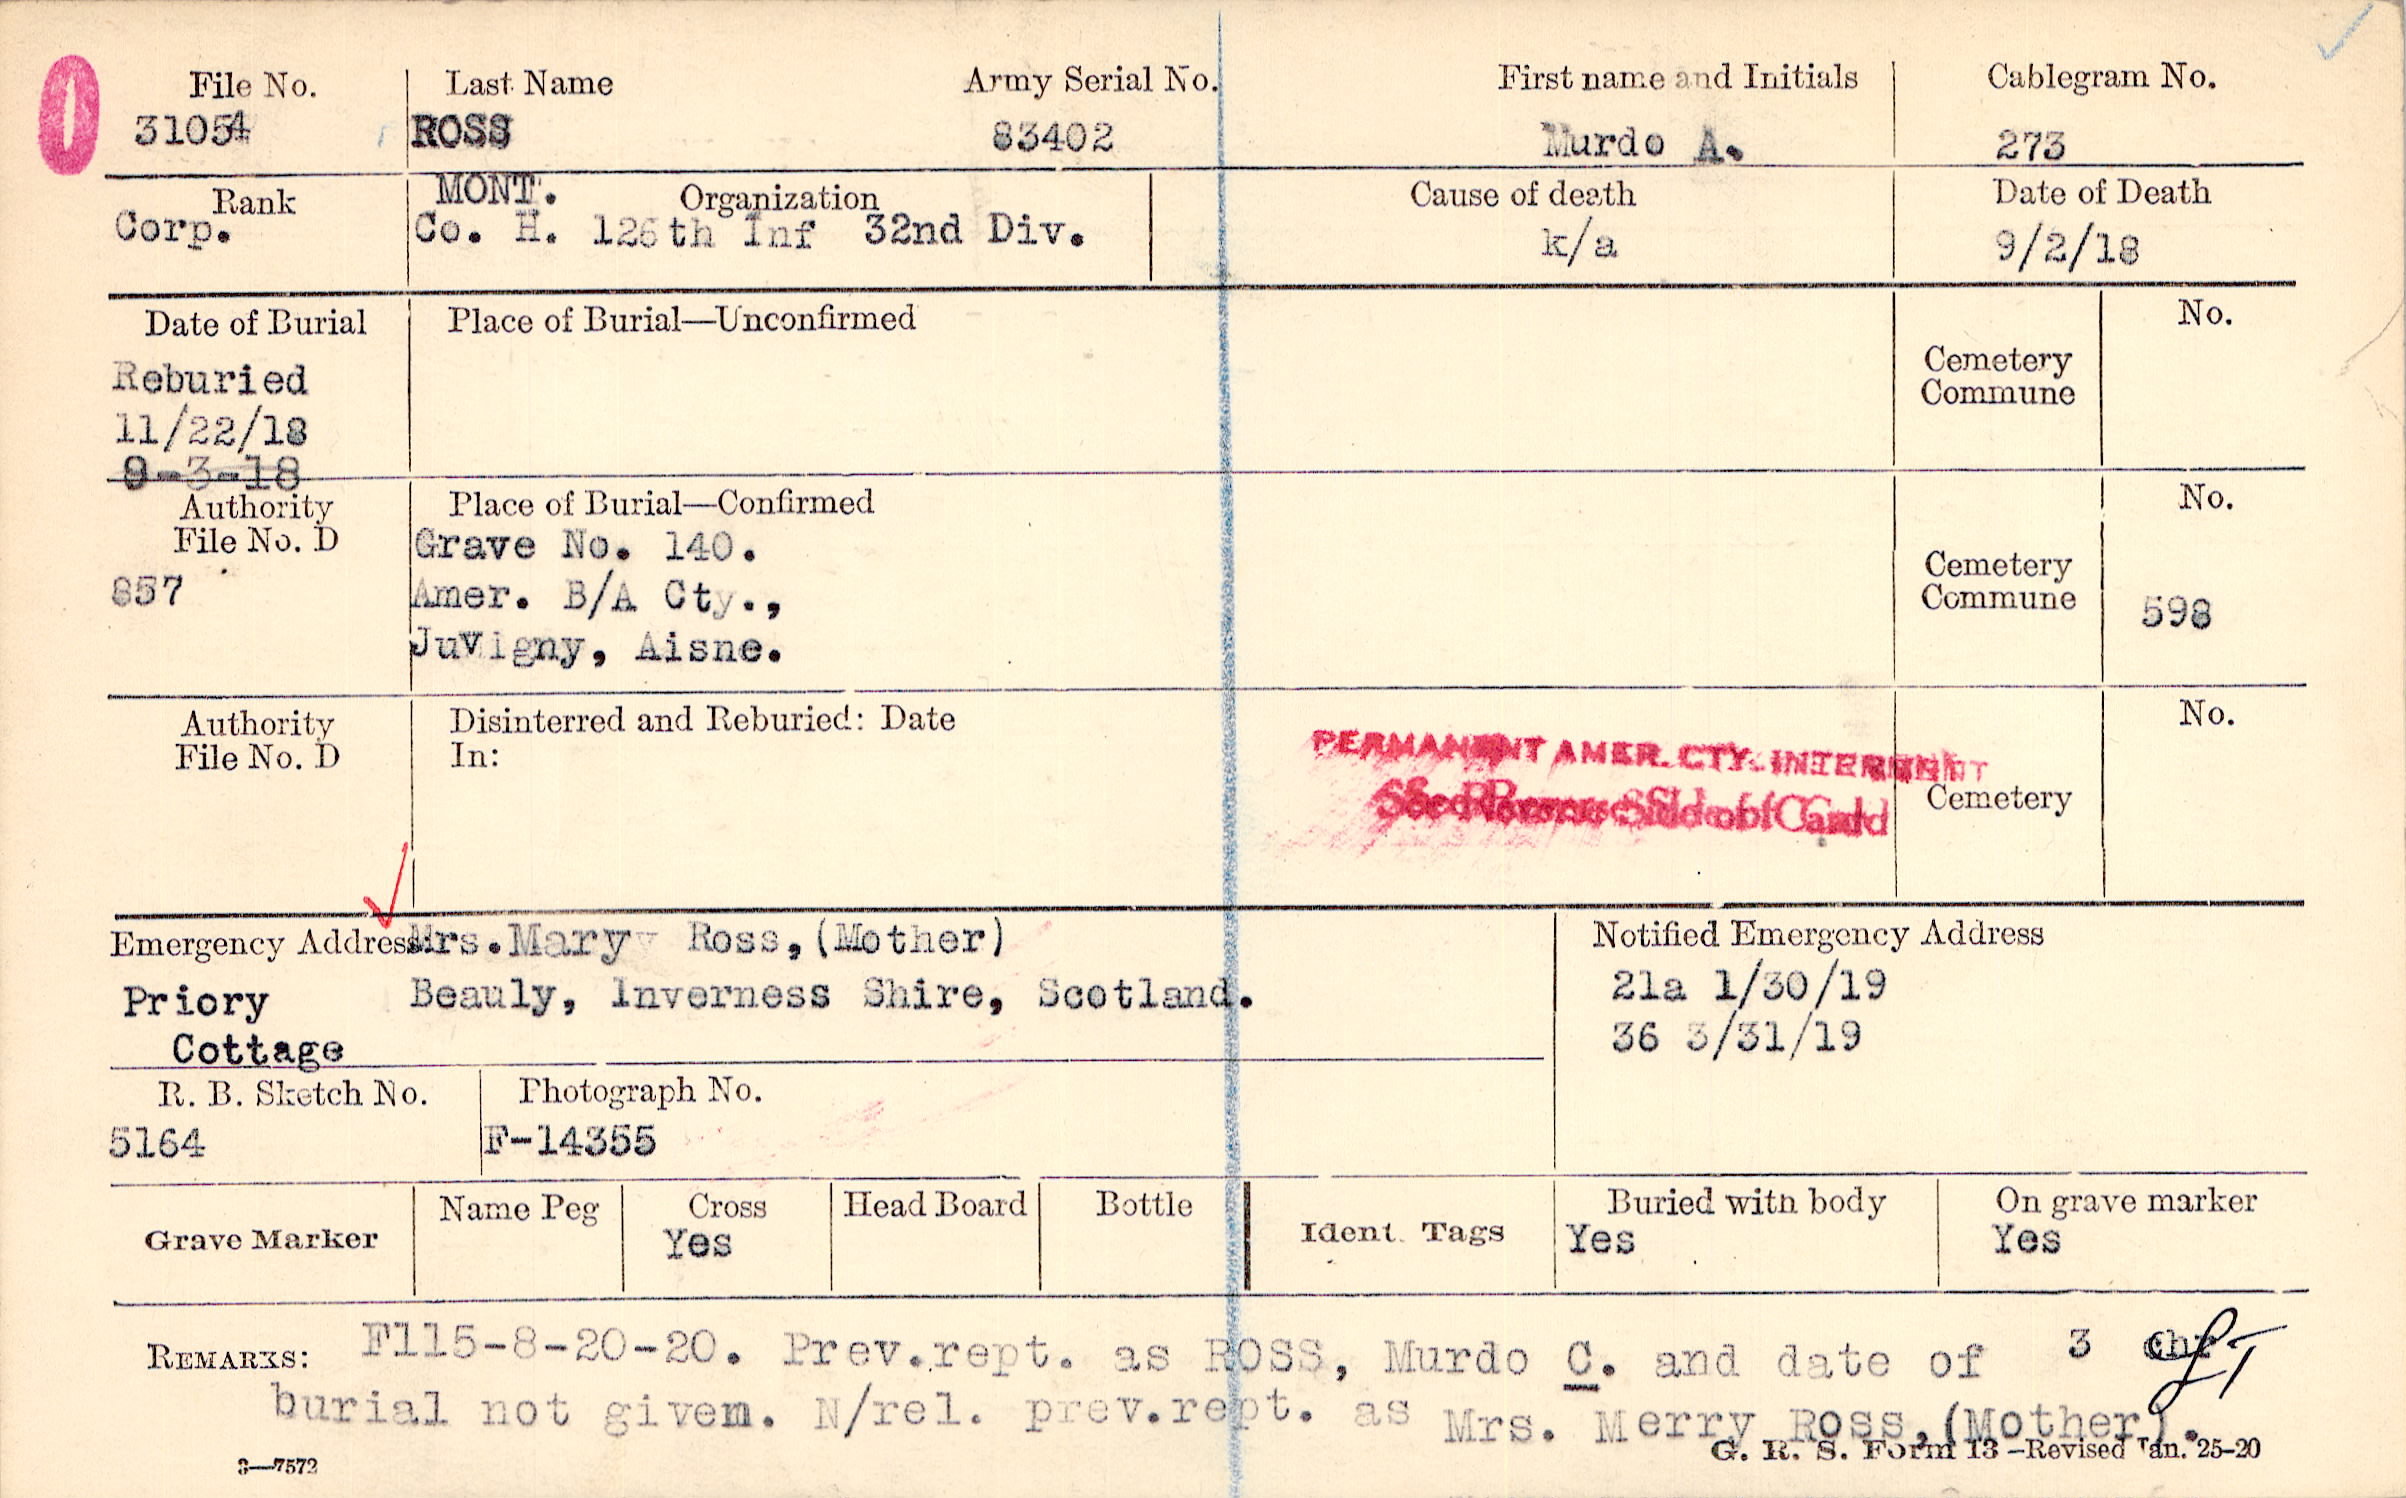 File No. Last Name Army Serial No. First name and Initials Cablegram No.
31054 ROSS 83402 Murdo A. 273
Rank MONT. Organization Cause of death Date of Death
Corp. Co. H. 126th Inf 32nd Div. k/a 9/2/18
Date of Burial Place of Burial—Unconfirmed No.
Reburied Cemetery
11/22/18 Commune
9-3-18
Authority Place of Burial—Confirmed No.
File No. D Grave No. 140.
857 Amer. B/A Cty., Cemetery
Commune 598
Juvigny, Aisne.
Authority Disinterred and Reburied: Date No.
File No. D In:
PERMANENT AMER. CTY. INTERMENT
See Reverse Side of Card Cemetery
Emergency Address Mrs. Mary Ross, (Mother) Notified Emergency Address
Priory Beauly, Inverness Shire, Scotland. 21a 1/30/19
Cottage 36 3/31/19
R. B. Sketch No. Photograph No.
5164 F-14355
Grave Marker Name Peg Cross Head Board Bottle Ident. Tags Buried with body On grave marker
Yes Yes Yes
REMARKS: F115-8-20-20. Prev.rept. as ROSS, Murdo C. and date of 3 chr
burial not given. N/rel. prev.rept. as Mrs. Merry Ross, (Mother).
3—7572 G. R. S. Form 13—Revised Jan. 25-20